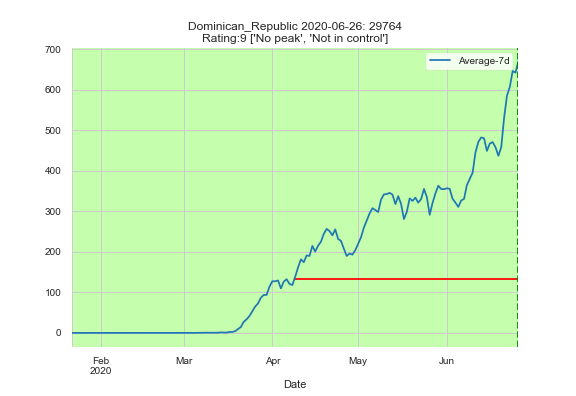 Dominican_Republic 2020-06-26: 29764
Rating:9 ['No peak', 'Not in control']
Average-7d
700
600
500
400
300
200
100
0
Feb
2020
Mar
Apr
May
Jun
Date